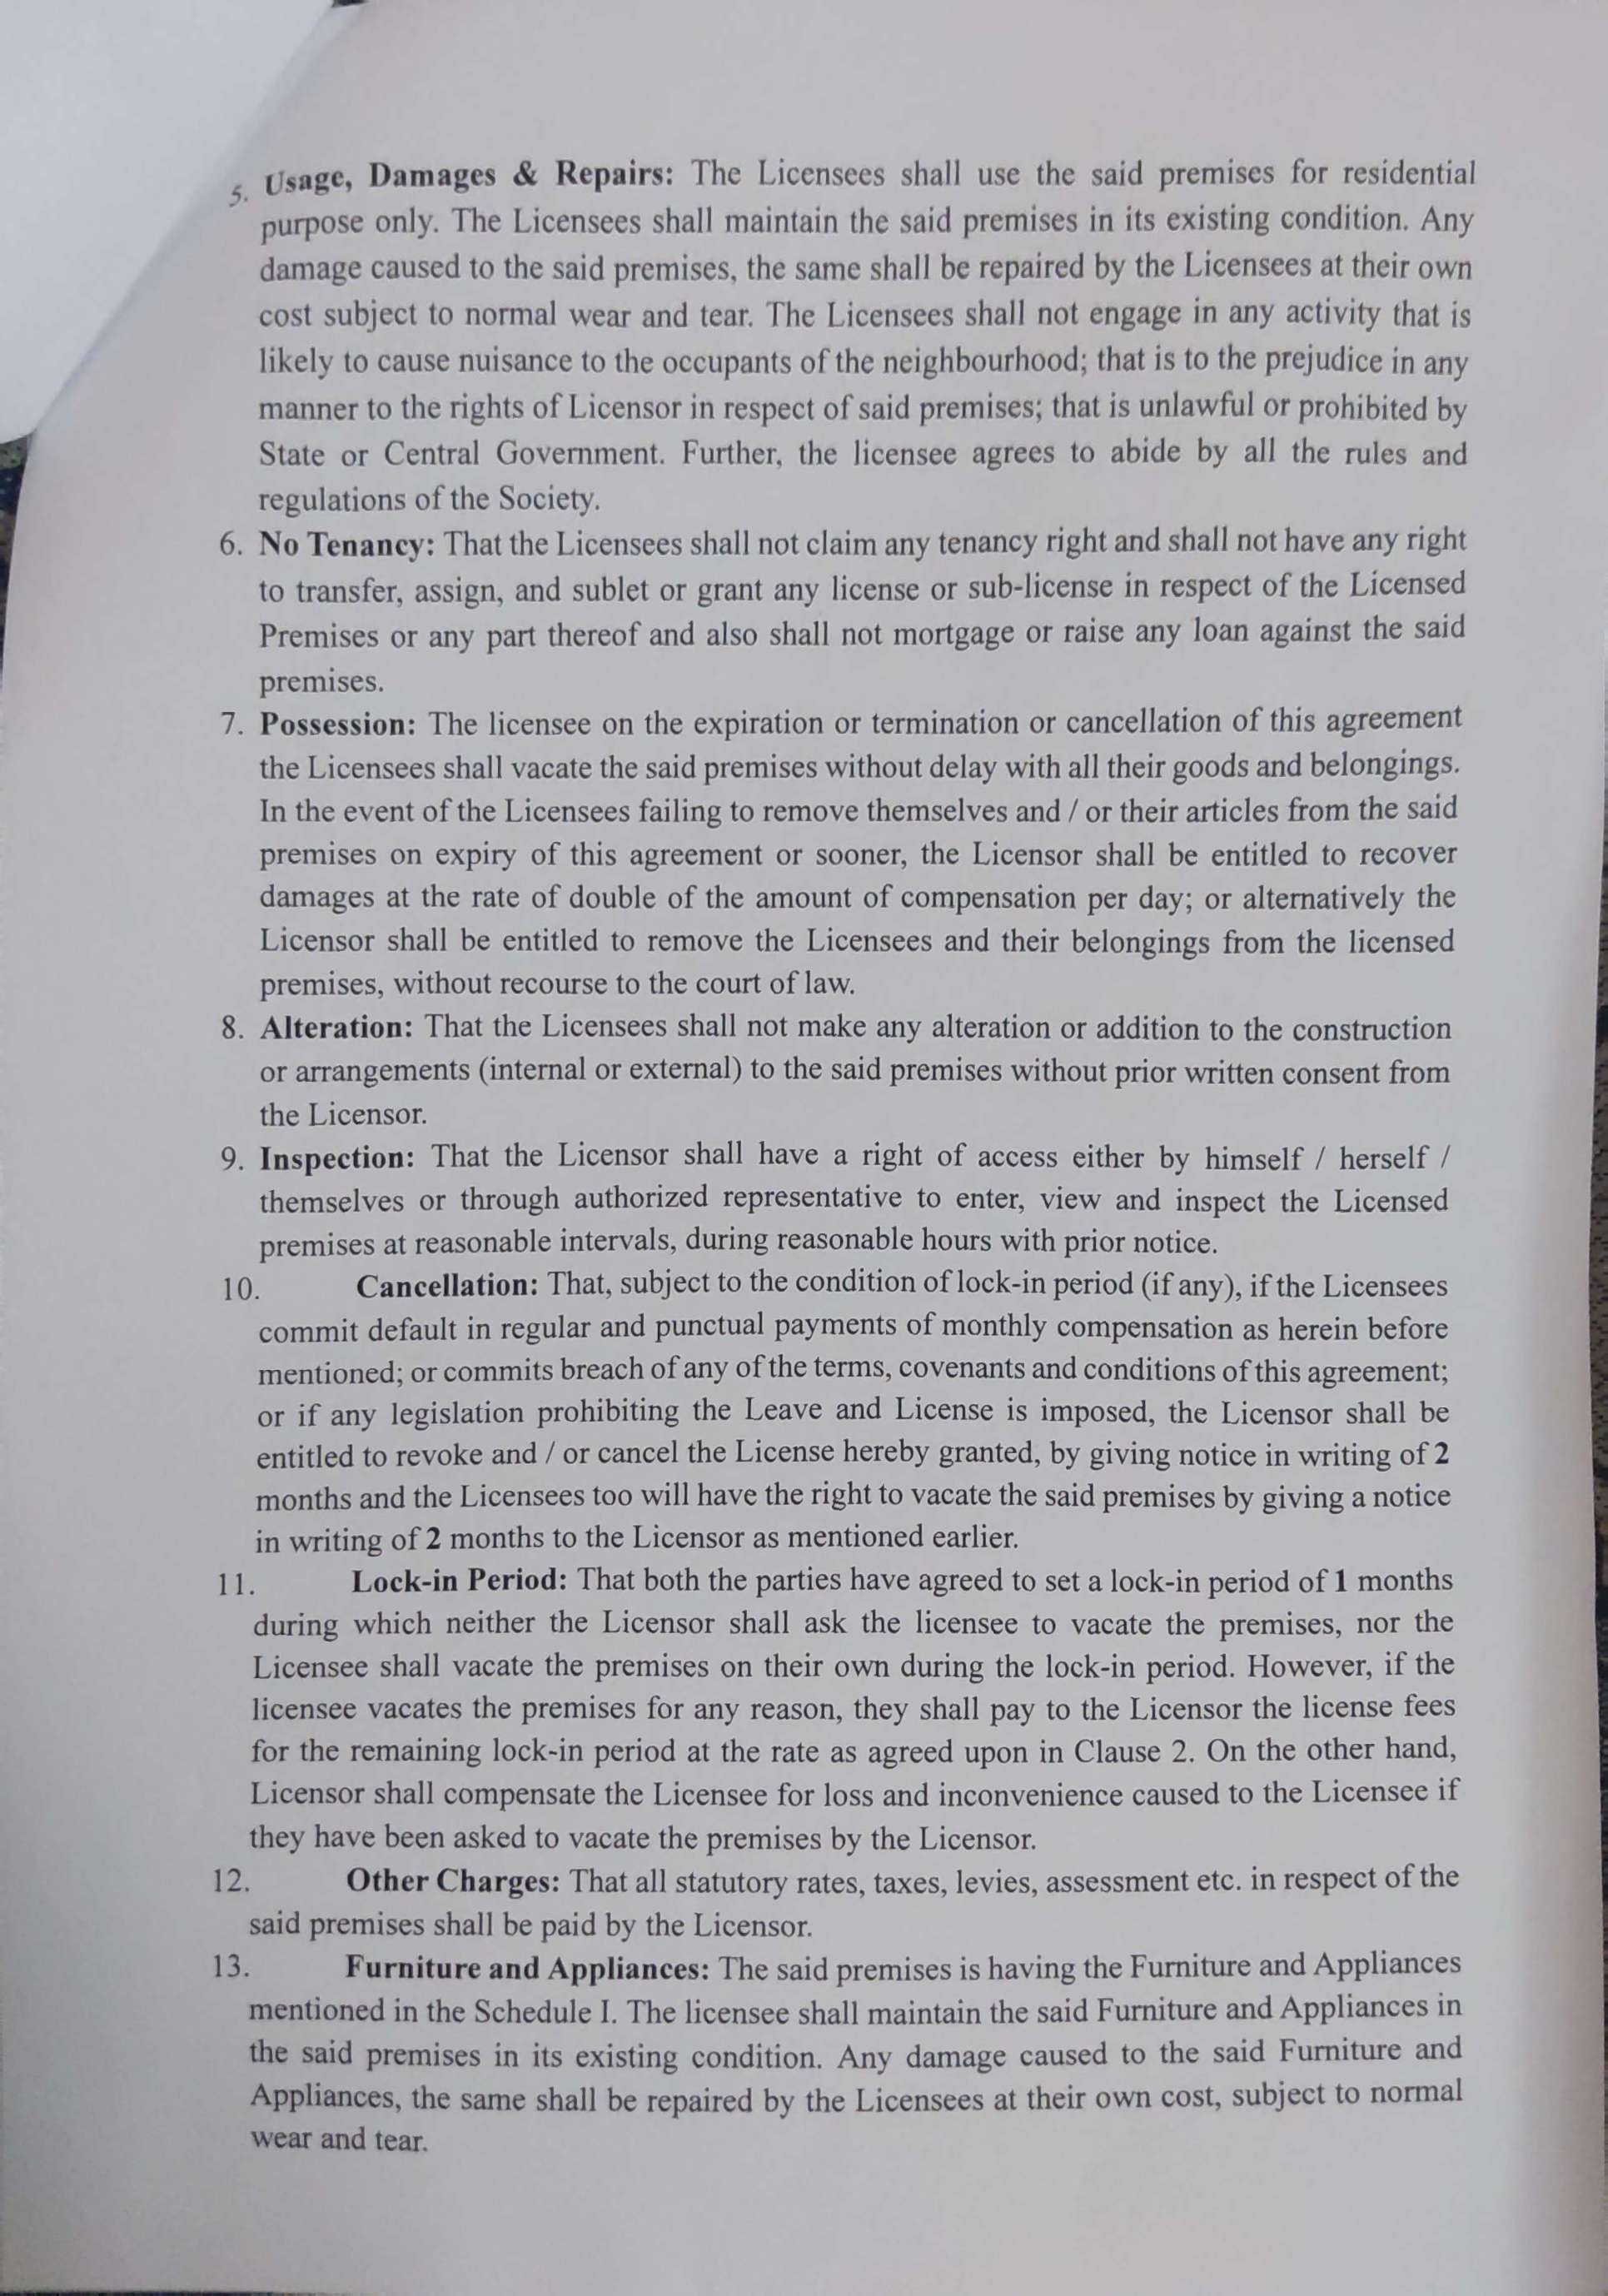 5. Usage, Damages & Repairs: The Licensees shall use the said premises for residential
purpose only. The Licensees shall maintain the said premises in its existing condition. Any
damage caused to the said premises, the same shall be repaired by the Licensees at their own
cost subject to normal wear and tear. The Licensees shall not engage in any activity that is
likely to cause nuisance to the occupants of the neighbourhood; that is to the prejudice in any
manner to the rights of Licensor in respect of said premises; that is unlawful or prohibited by
State or Central Government. Further, the licensee agrees to abide by all the rules and
regulations of the Society.
6. No Tenancy: That the Licensees shall not claim any tenancy right and shall not have any right
to transfer, assign, and sublet or grant any license or sub-license in respect of the Licensed
Premises or any part thereof and also shall not mortgage or raise any loan against the said
premises.
7. Possession: The licensee on the expiration or termination or cancellation of this agreement
the Licensees shall vacate the said premises without delay with all their goods and belongings.
In the event of the Licensees failing to remove themselves and / or their articles from the said
premises on expiry of this agreement or sooner, the Licensor shall be entitled to recover
damages at the rate of double of the amount of compensation per day; or alternatively the
Licensor shall be entitled to remove the Licensees and their belongings from the licensed
premises, without recourse to the court of law.
8. Alteration: That the Licensees shall not make any alteration or addition to the construction
or arrangements (internal or external) to the said premises without prior written consent from
the Licensor.
9. Inspection: That the Licensor shall have a right of access either by himself / herself /
themselves or through authorized representative to enter, view and inspect the Licensed
premises at reasonable intervals, during reasonable hours with prior notice.
10. Cancellation: That, subject to the condition of lock-in period (if any), if the Licensees
commit default in regular and punctual payments of monthly compensation as herein before
mentioned; or commits breach of any of the terms, covenants and conditions of this agreement;
or if any legislation prohibiting the Leave and License is imposed, the Licensor shall be
entitled to revoke and / or cancel the License hereby granted, by giving notice in writing of 2
months and the Licensees too will have the right to vacate the said premises by giving a notice
in writing of 2 months to the Licensor as mentioned earlier.
11. Lock-in Period: That both the parties have agreed to set a lock-in period of 1 months
during which neither the Licensor shall ask the licensee to vacate the premises, nor the
Licensee shall vacate the premises on their own during the lock-in period. However, if the
licensee vacates the premises for any reason, they shall pay to the Licensor the license fees
for the remaining lock-in period at the rate as agreed upon in Clause 2. On the other hand,
Licensor shall compensate the Licensee for loss and inconvenience caused to the Licensee if
they have been asked to vacate the premises by the Licensor.
12. Other Charges: That all statutory rates, taxes, levies, assessment etc. in respect of the
said premises shall be paid by the Licensor.
13. Furniture and Appliances: The said premises is having the Furniture and Appliances
mentioned in the Schedule I. The licensee shall maintain the said Furniture and Appliances in
the said premises in its existing condition. Any damage caused to the said Furniture and
Appliances, the same shall be repaired by the Licensees at their own cost, subject to normal
wear and tear.